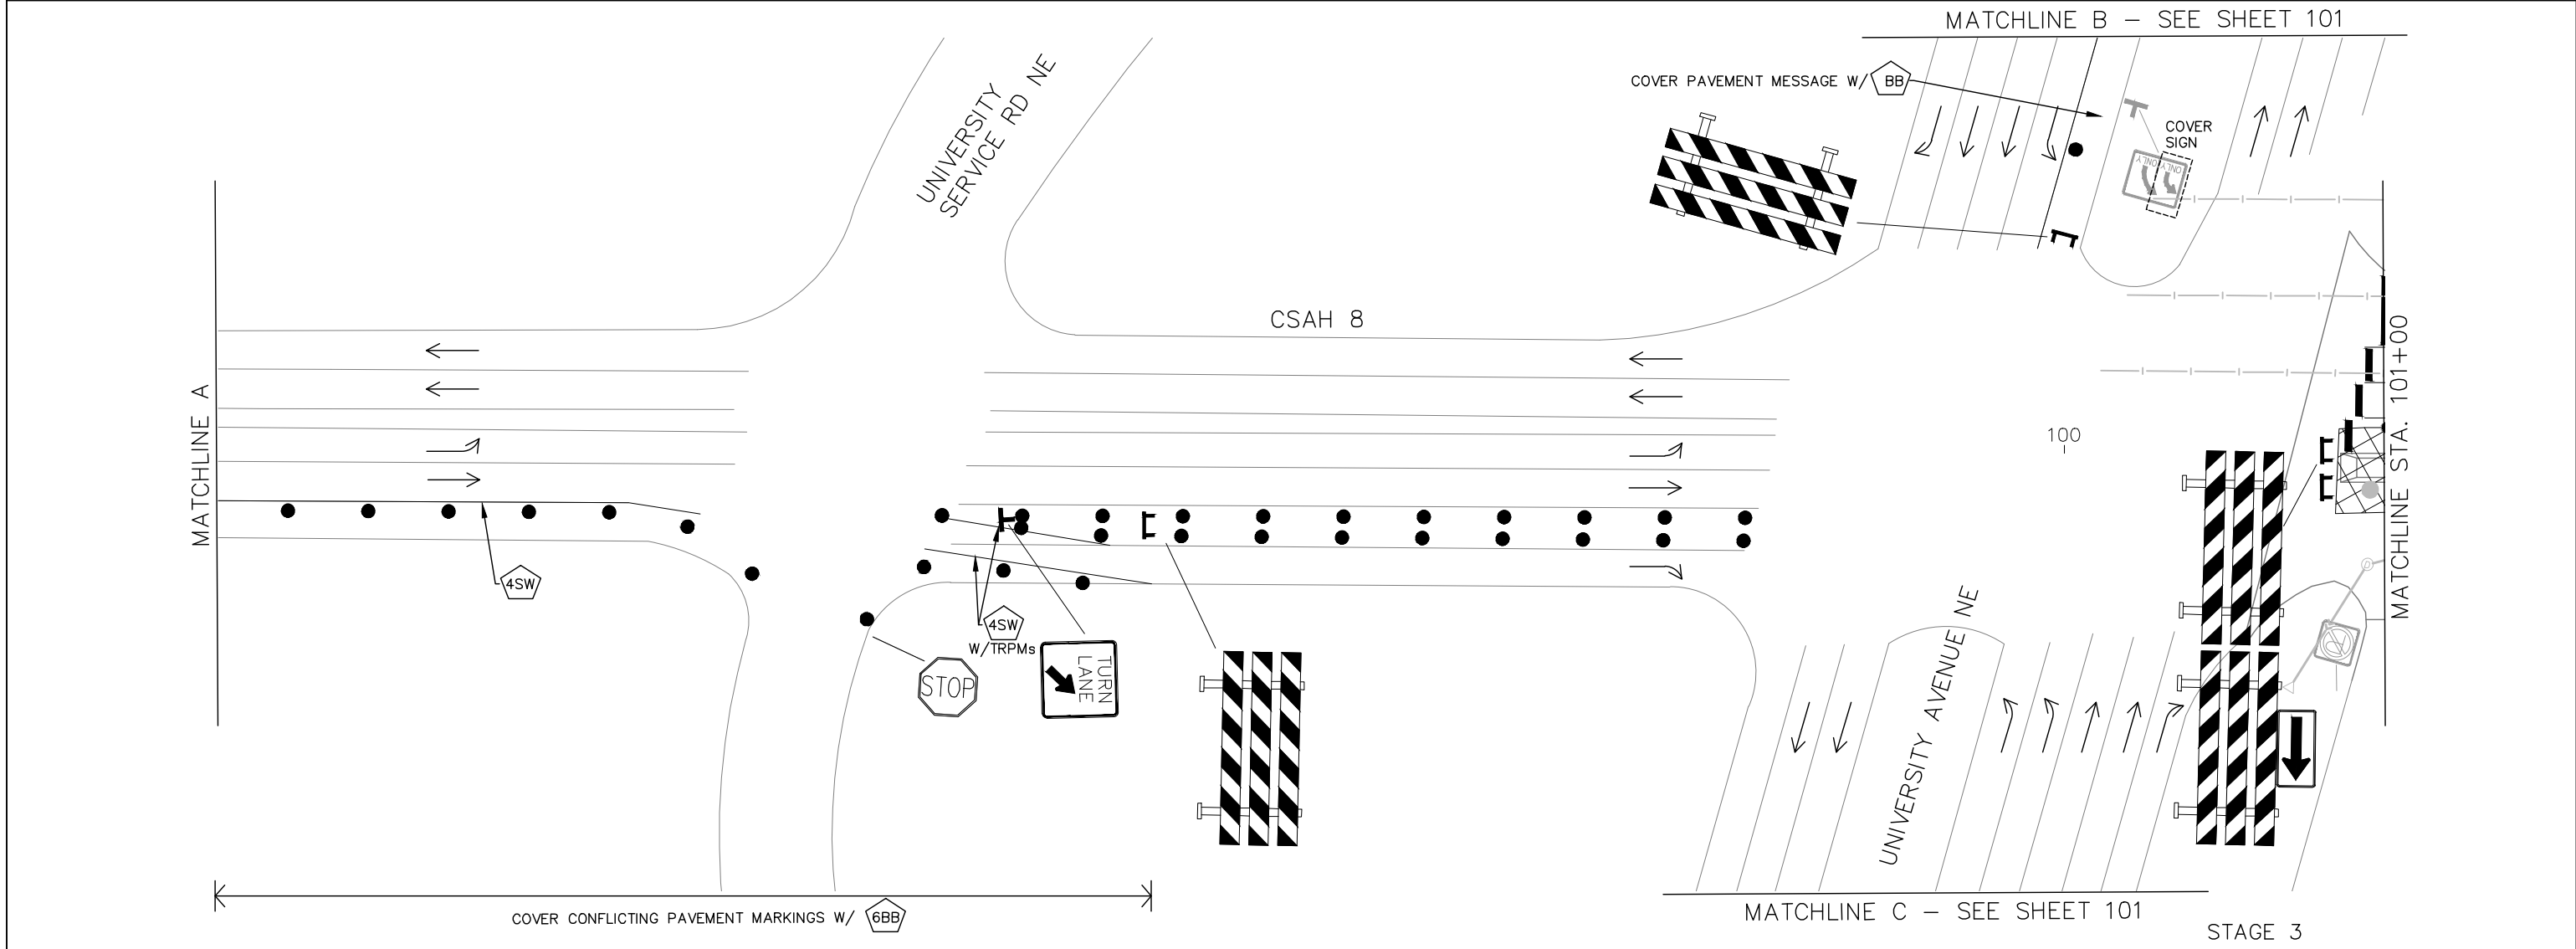 MATCHLINE B - SEE SHEET 101
COVER PAVEMENT MESSAGE W/ BB
COVER
SIGN
ONLY ONLY
UNIVERSITY
SERVICE RD NE
CSAH 8
MATCHLINE A
MATCHLINE STA. 101+00
100
4SW
4SW
W/TRPMs
STOP
TURN
LANE
P
UNIVERSITY AVENUE NE
COVER CONFLICTING PAVEMENT MARKINGS W/ 6BB
MATCHLINE C - SEE SHEET 101
STAGE 3